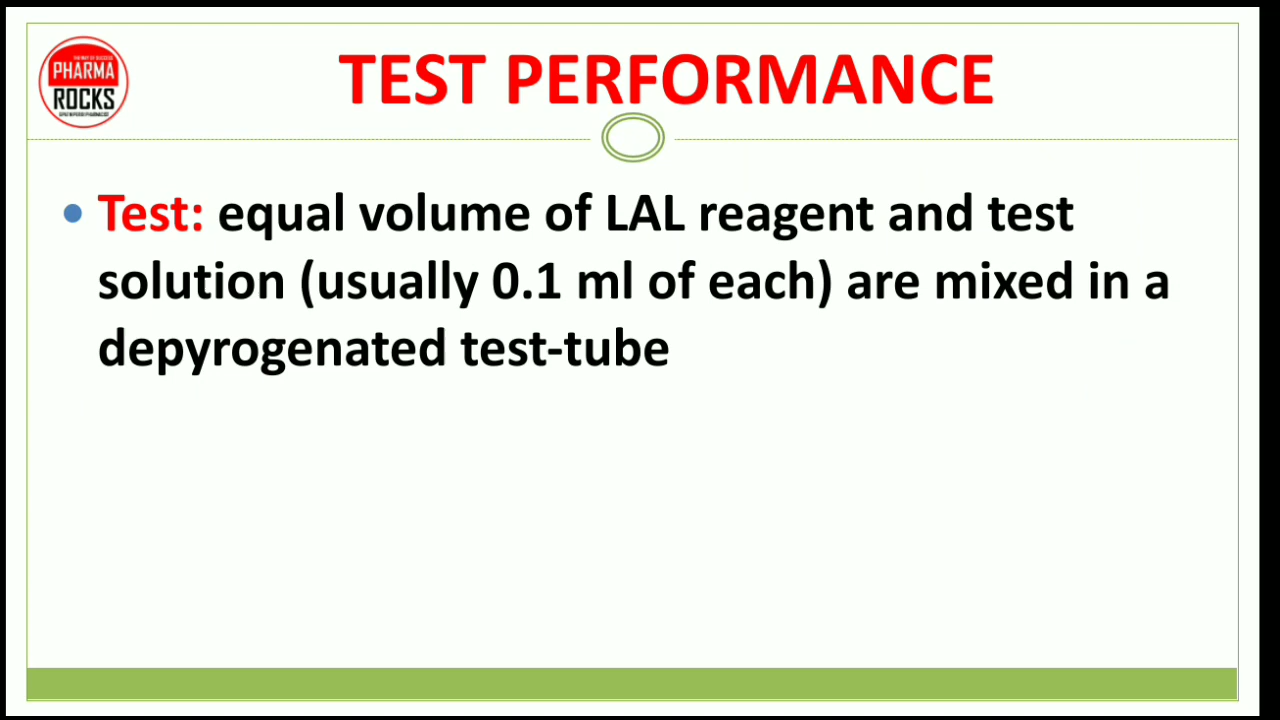 PHARMA
ROCKS
TEST PERFORMANCE
• Test: equal volume of LAL reagent and test
solution (usually 0.1 ml of each) are mixed in a
depyrogenated test-tube